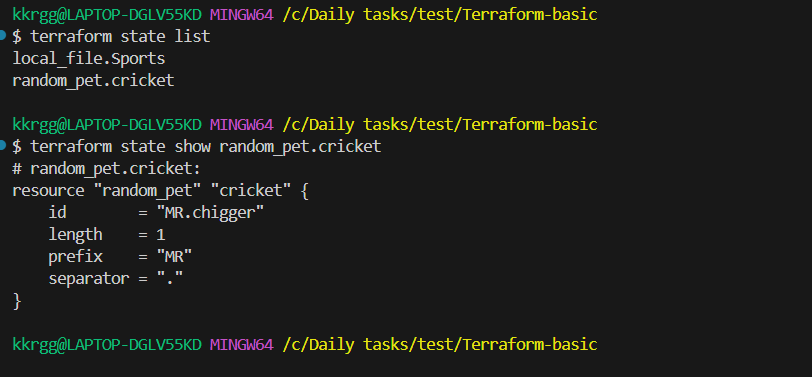 kkrgg@LAPTOP-DGLV55KD MINGW64 /c/Daily tasks/test/Terraform-basic
$ terraform state list
local_file.Sports
random_pet.cricket
kkrgg@LAPTOP-DGLV55KD MINGW64 /c/Daily tasks/test/Terraform-basic
$ terraform state show random_pet.cricket
# random_pet.cricket:
resource "random_pet" "cricket" {
    id        = "MR.chigger"
    length    = 1
    prefix    = "MR"
    separator = "."
}
kkrgg@LAPTOP-DGLV55KD MINGW64 /c/Daily tasks/test/Terraform-basic